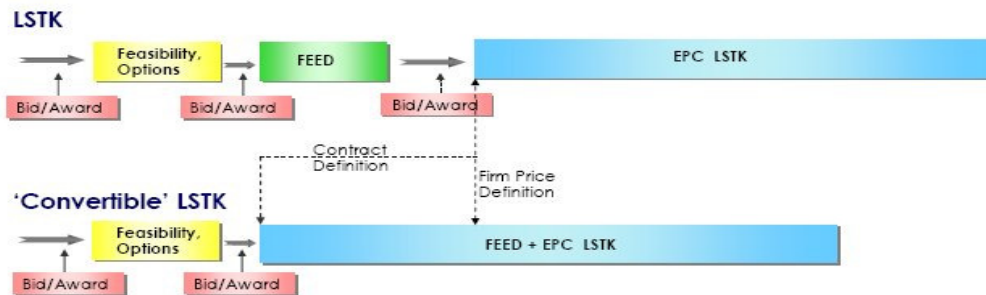 LSTK
Feasibility,
Options
FEED
EPC LSTK
Bid/Award
Bid/Award
Bid/Award
Contract
Definition
Firm Price
Definition
‘Convertible’ LSTK
Feasibility,
Options
FEED + EPC LSTK
Bid/Award
Bid/Award